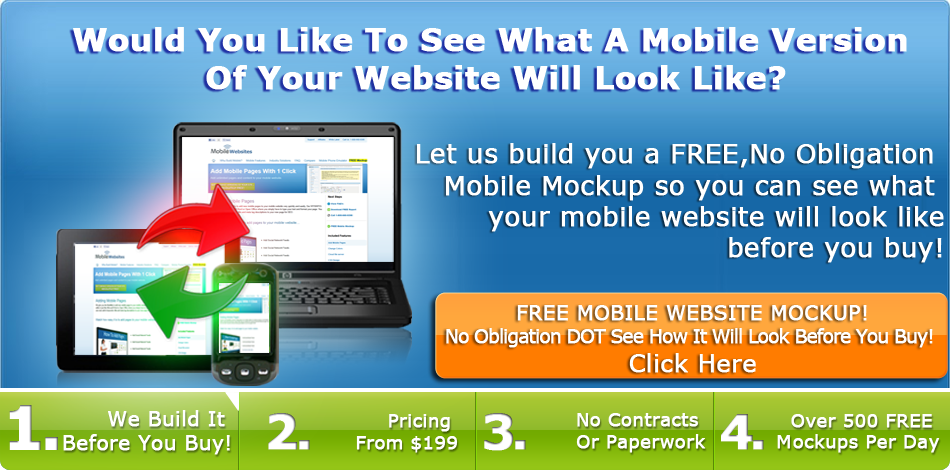 Would You Like To See What A Mobile Version
Of Your Website Will Look Like?
Let us build you a FREE,No Obligation
Mobile Mockup so you can see what
your mobile website will look like
before you buy!
MobileWebsites
FREE Mockup
Add Mobile Pages With 1 Click
MobileWebsites
Add Mobile Pages With 1 Click
FREE MOBILE WEBSITE MOCKUP!
No Obligation DOT See How It Will Look Before You Buy!
Click Here
1. We Build It
Before You Buy!
2. Pricing
From $199
3. No Contracts
Or Paperwork
4. Over 500 FREE
Mockups Per Day